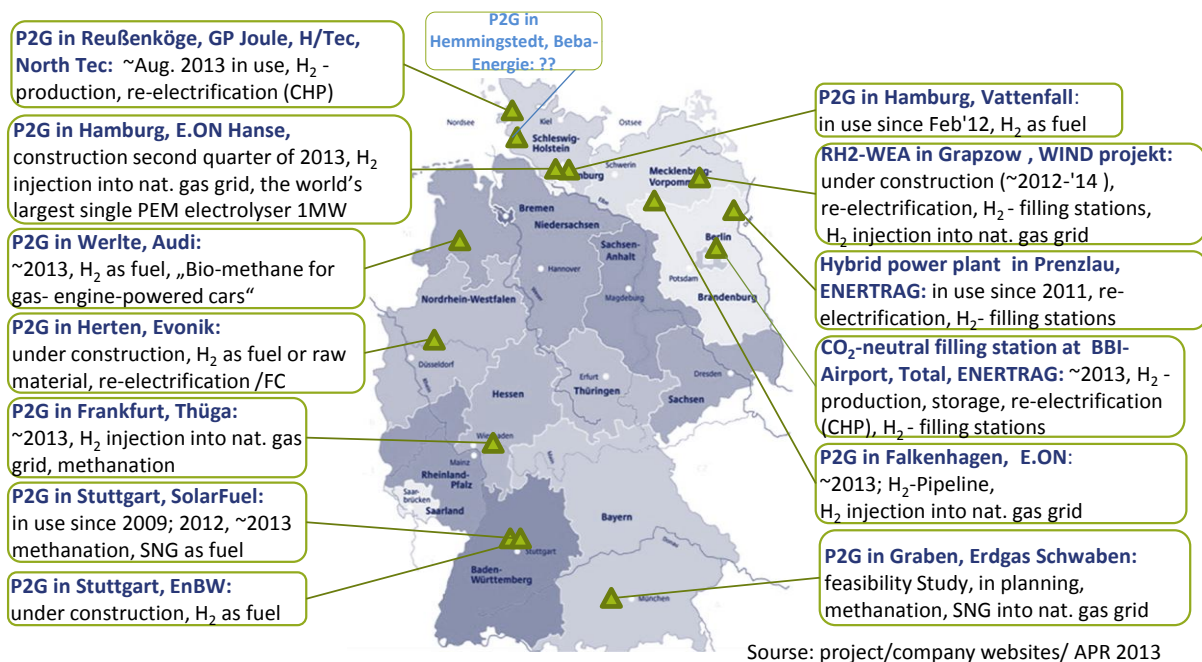 P2G in Reußenköge, GP Joule, H/Tec,
North Tec: ~Aug. 2013 in use, H₂ -
production, re-electrification (CHP)
P2G in Hamburg, E.ON Hanse,
construction second quarter of 2013, H₂
injection into nat. gas grid, the world's
largest single PEM electrolyser 1MW
P2G in Werlte, Audi:
~2013, H₂ as fuel, „Bio-methane for
gas- engine-powered cars“
P2G in Herten, Evonik:
under construction, H₂ as fuel or raw
material, re-electrification /FC
P2G in Frankfurt, Thüga:
~2013, H₂ injection into nat. gas
grid, methanation
P2G in Stuttgart, SolarFuel:
in use since 2009; 2012, ~2013
methanation, SNG as fuel
P2G in Stuttgart, EnBW:
under construction, H₂ as fuel
P2G in
Hemmingstedt, Beba-
Energie: ??
Nordsee
Kiel
Ostsee
Schleswig-
Holstein
Schwerin
mburg
Mecklenburg-
Vorpomm
Elbe
Bremen
Niedersachsen
Hannover
Sachsen-
Anhalt
Magdeburg
Berlin
Potsdam
Brandenburg
Nordrhein-Westfalen
Düsseldorf
Rhein
Hessen
Erfurt
Thüringen
Dresden
Sachsen
Wiesbaden
Mainz
Main
Rheinland-
Pfalz
Saar-
brücken
Saarland
Bayern
Donau
Stuttgart
Baden-
Württemberg
München
P2G in Hamburg, Vattenfall:
in use since Feb'12, H₂ as fuel
RH2-WEA in Grapzow , WIND projekt:
under construction (~2012-'14 ),
re-electrification, H₂- filling stations,
H₂ injection into nat. gas grid
Hybrid power plant in Prenzlau,
ENERTRAG: in use since 2011, re-
electrification, H₂- filling stations
CO₂-neutral filling station at BBI-
Airport, Total, ENERTRAG: ~2013, H₂ -
production, storage, re-electrification
(CHP), H₂- filling stations
P2G in Falkenhagen, E.ON:
~2013; H₂-Pipeline,
H₂ injection into nat. gas grid
P2G in Graben, Erdgas Schwaben:
feasibility Study, in planning,
methanation, SNG into nat. gas grid
Sourse: project/company websites/ APR 2013